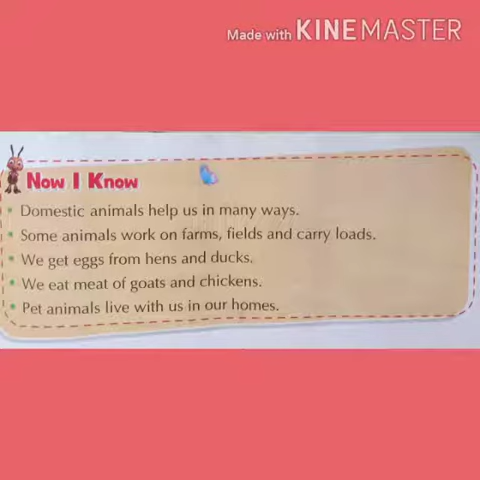 Made with KINEMASTER
Now I Know
• Domestic animals help us in many ways.
• Some animals work on farms, fields and carry loads.
• We get eggs from hens and ducks.
• We eat meat of goats and chickens.
• Pet animals live with us in our homes.